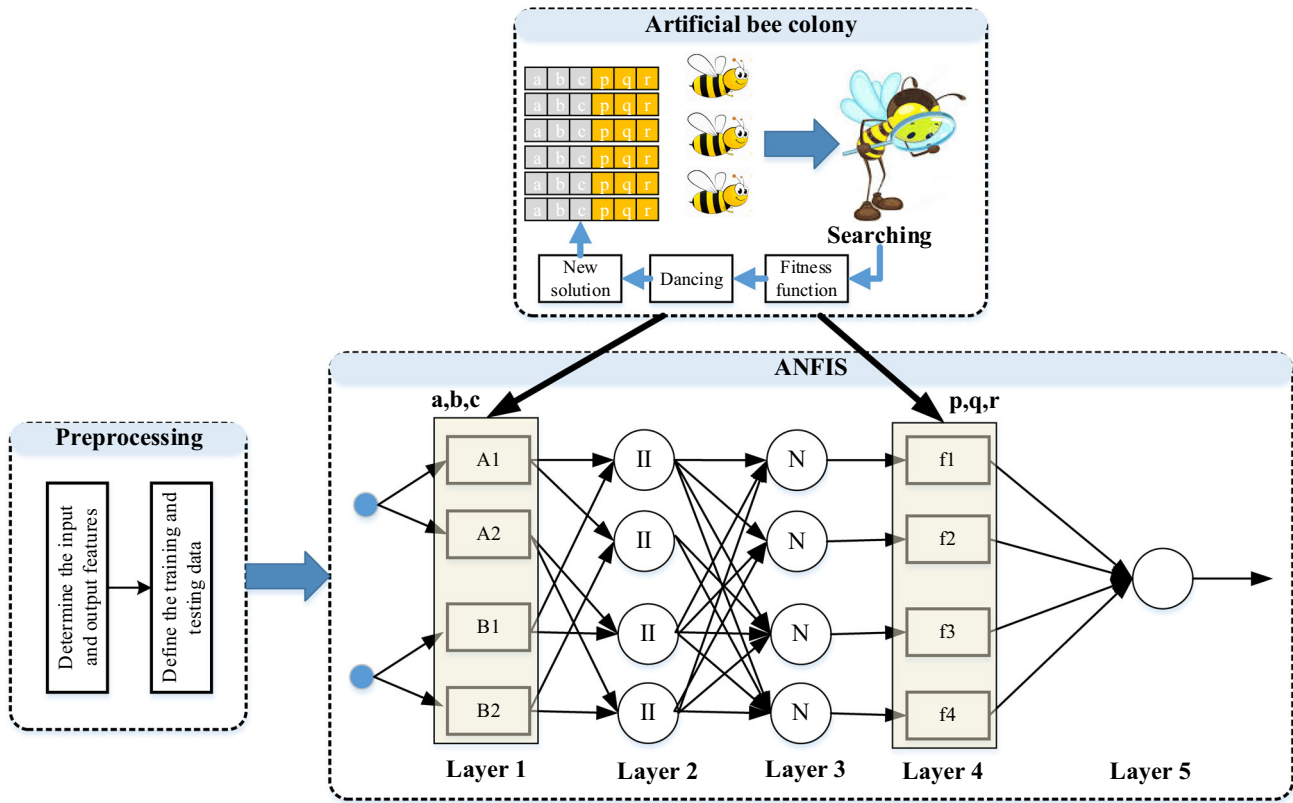 Artificial bee colony
a b c p q r
a b c p q r
a b c p q r
a b c p q r
a b c p q r
a b c p q r
Searching
New
solution
Dancing
Fitness
function
ANFIS
a,b,c
p,q,r
Preprocessing
Determine the input
and output features
Define the training and
testing data
A1
A2
B1
B2
II
II
II
II
N
N
N
N
f1
f2
f3
f4
Layer 1
Layer 2
Layer 3
Layer 4
Layer 5